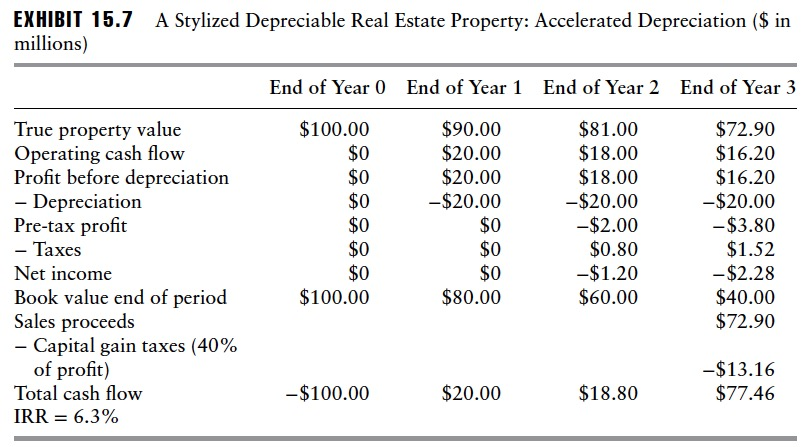 EXHIBIT 15.7 A Stylized Depreciable Real Estate Property: Accelerated Depreciation ($ in
millions)
End of Year 0 End of Year 1 End of Year 2 End of Year 3
True property value $100.00 $90.00 $81.00 $72.90
Operating cash flow $0 $20.00 $18.00 $16.20
Profit before depreciation $0 $20.00 $18.00 $16.20
– Depreciation $0 –$20.00 –$20.00 –$20.00
Pre-tax profit $0 $0 –$2.00 –$3.80
– Taxes $0 $0 $0.80 $1.52
Net income $0 $0 –$1.20 –$2.28
Book value end of period $100.00 $80.00 $60.00 $40.00
Sales proceeds $72.90
– Capital gain taxes (40%
of profit) –$13.16
Total cash flow –$100.00 $20.00 $18.80 $77.46
IRR = 6.3%